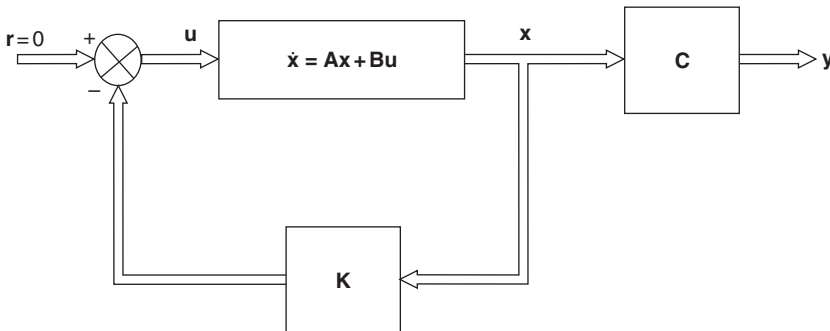 r=0
+
−
u
ẋ = Ax + Bu
x
C
y
K